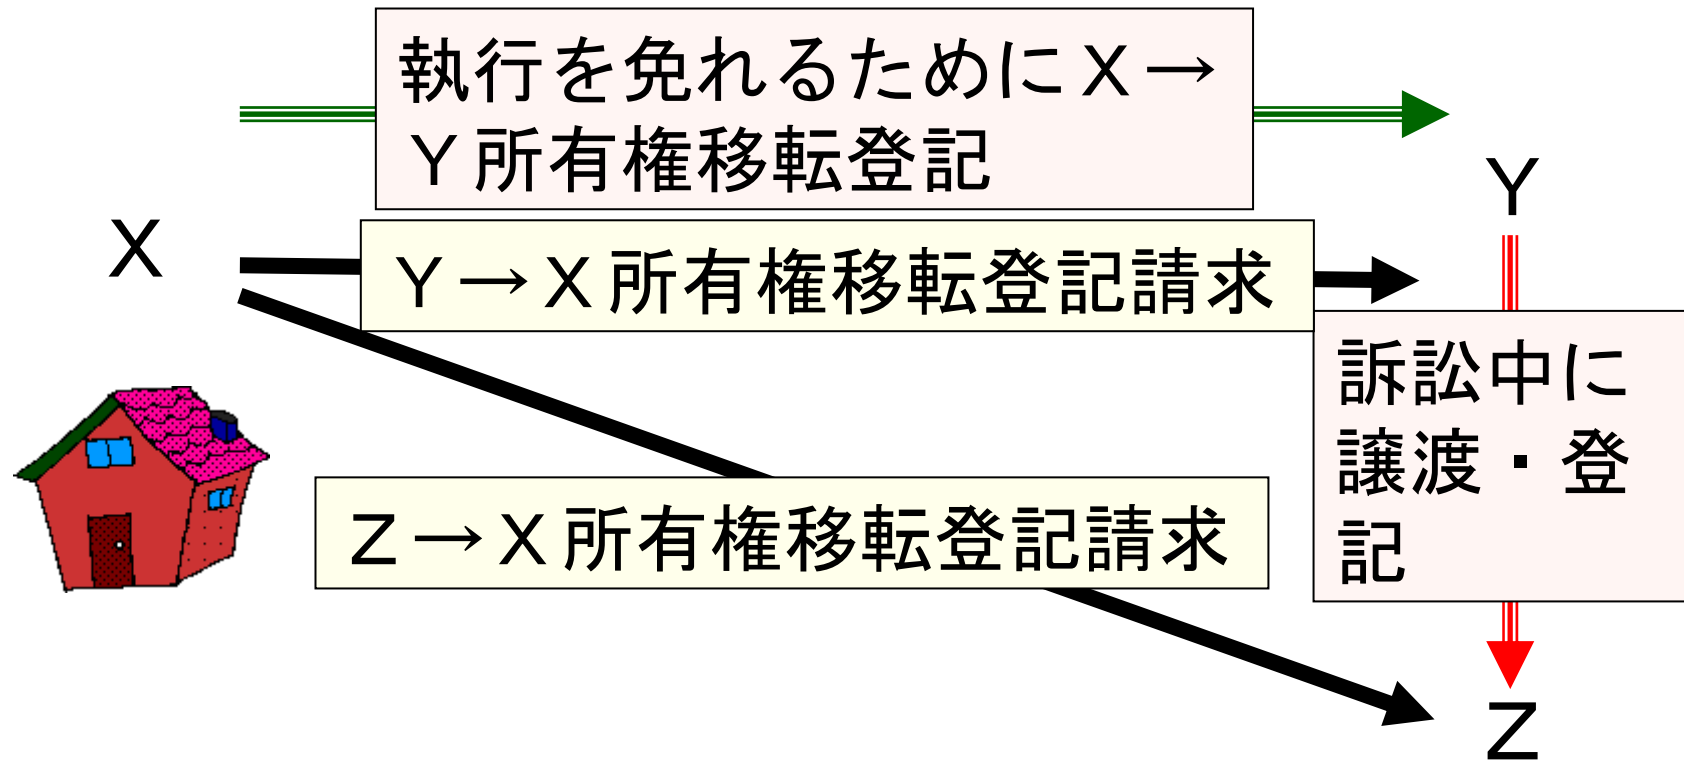 執行を免れるためにＸ→
Ｙ所有権移転登記
Ｙ
Ｘ
Ｙ→Ｘ所有権移転登記請求
訴訟中に
譲渡・登
記
Ｚ→Ｘ所有権移転登記請求
Ｚ